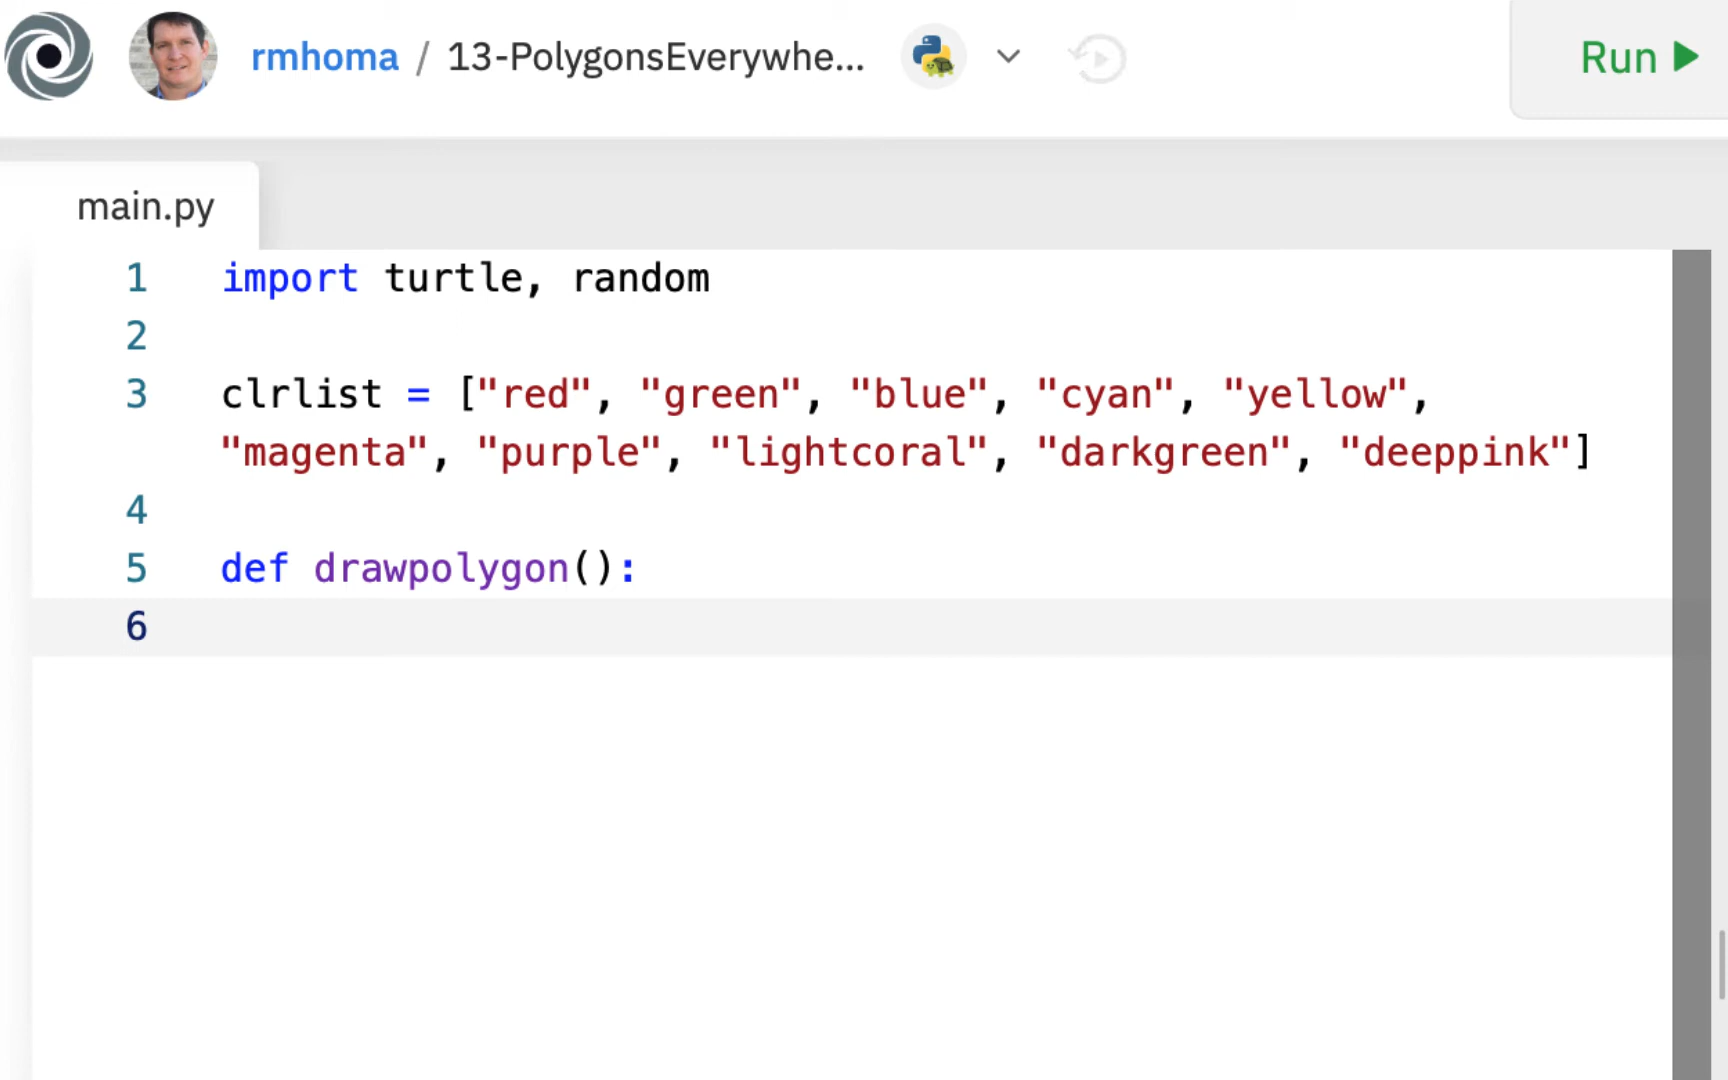 rmhoma / 13-PolygonsEverywhe...
Run
main.py
1 import turtle, random
2
3 clrlist = ["red", "green", "blue", "cyan", "yellow",
"magenta", "purple", "lightcoral", "darkgreen", "deeppink"]
4
5 def drawpolygon():
6